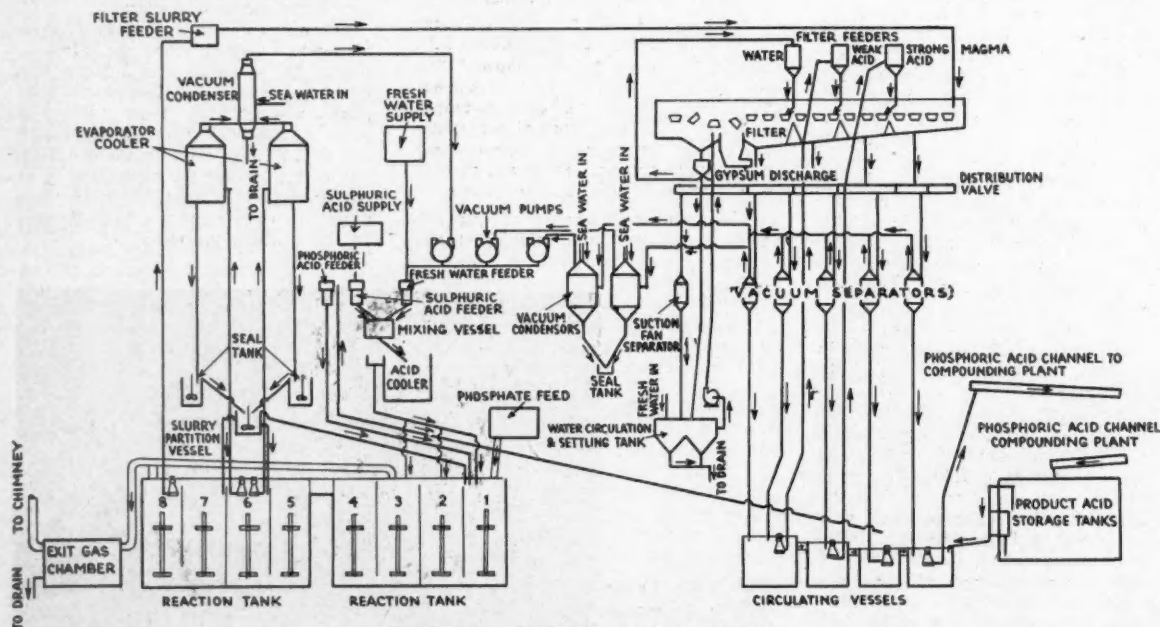 FILTER SLURRY
FEEDER
VACUUM
CONDENSER
SEA WATER IN
EVAPORATOR
COOLER
TO DRAIN
FRESH
WATER
SUPPLY
SULPHURIC
ACID SUPPLY
PHOSPHORIC
ACID FEEDER
VACUUM PUMPS
FRESH WATER FEEDER
SULPHURIC
ACID FEEDER
MIXING VESSEL
ACID
COOLER
SEA WATER IN
SEA WATER IN
VACUUM
CONDENSORS
SEAL
TANK
SUCTION
FAN
SEPARATOR
FILTER FEEDERS
WATER
WEAK
ACID
STRONG
ACID
MAGMA
FILTER
GYPSUM DISCHARGE
DISTRIBUTION
VALVE
VACUUM SEPARATORS)
SEAL
TANK
SLURRY
PARTITION
VESSEL
PHOSPHATE FEED
FRESH
WATER IN
WATER CIRCULATION
& SETTLING TANK
TO DRAIN
PHOSPHORIC ACID CHANNEL TO
COMPOUNDING PLANT
PHOSPHORIC ACID CHANNEL
COMPOUNDING PLANT
PRODUCT ACID
STORAGE TANKS
TO CHIMNEY
EXIT GAS
CHAMBER
TO DRAIN
8 7 6 5 4 3 2 1
REACTION TANK
REACTION TANK
CIRCULATING VESSELS